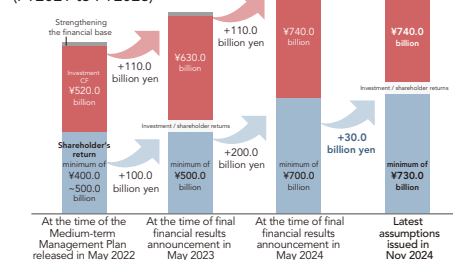 Strengthening
the financial base
+110.0
billion yen
+110.0
billion yen
Investment
CF
¥520.0
billion
¥630.0
billion
¥740.0
billion
¥740.0
billion
Investment / shareholder returns
Investment / shareholder returns
Shareholder's
return
minimum of
¥400.0
~500.0
billion
+100.0
billion yen
minimum of
¥500.0
billion
+200.0
billion yen
minimum of
¥700.0
billion
+30.0
billion yen
minimum of
¥730.0
billion
At the time of the
Medium-term
Management Plan
released in May 2022
At the time of final
financial results
announcement in
May 2023
At the time of final
financial results
announcement in
May 2024
Latest
assumptions
issued in
Nov 2024